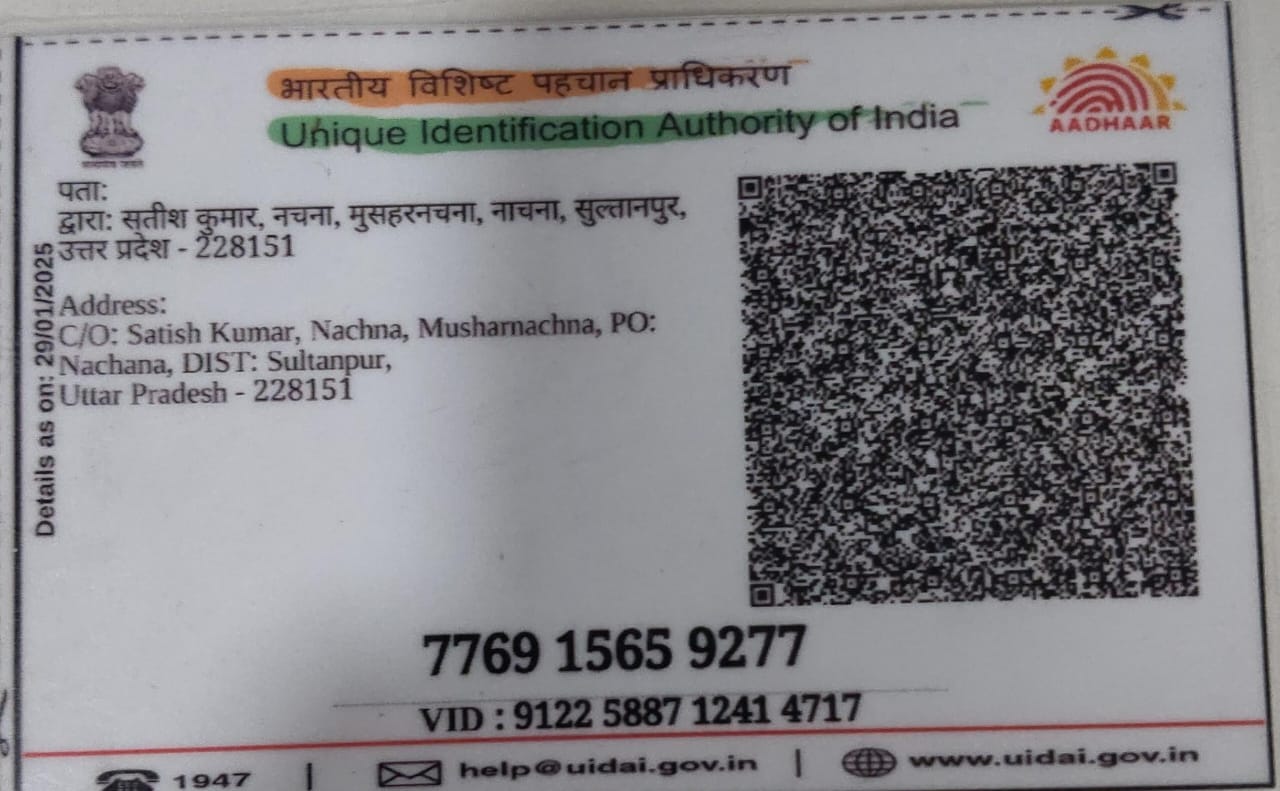 भारतीय विशिष्ट पहचान प्राधिकरण
Unique Identification Authority of India
AADHAAR
पता:
द्वारा: सतीश कुमार, नचना, मुसहरनचना, नाचना, सुल्तानपुर,
उत्तर प्रदेश - 228151
Address:
C/O: Satish Kumar, Nachna, Musharnachna, PO:
Nachana, DIST: Sultanpur,
Uttar Pradesh - 228151
Details as on: 29/01/2025
7769 1565 9277
VID : 9122 5887 1241 4717
1947 | help@uidai.gov.in | www.uidai.gov.in